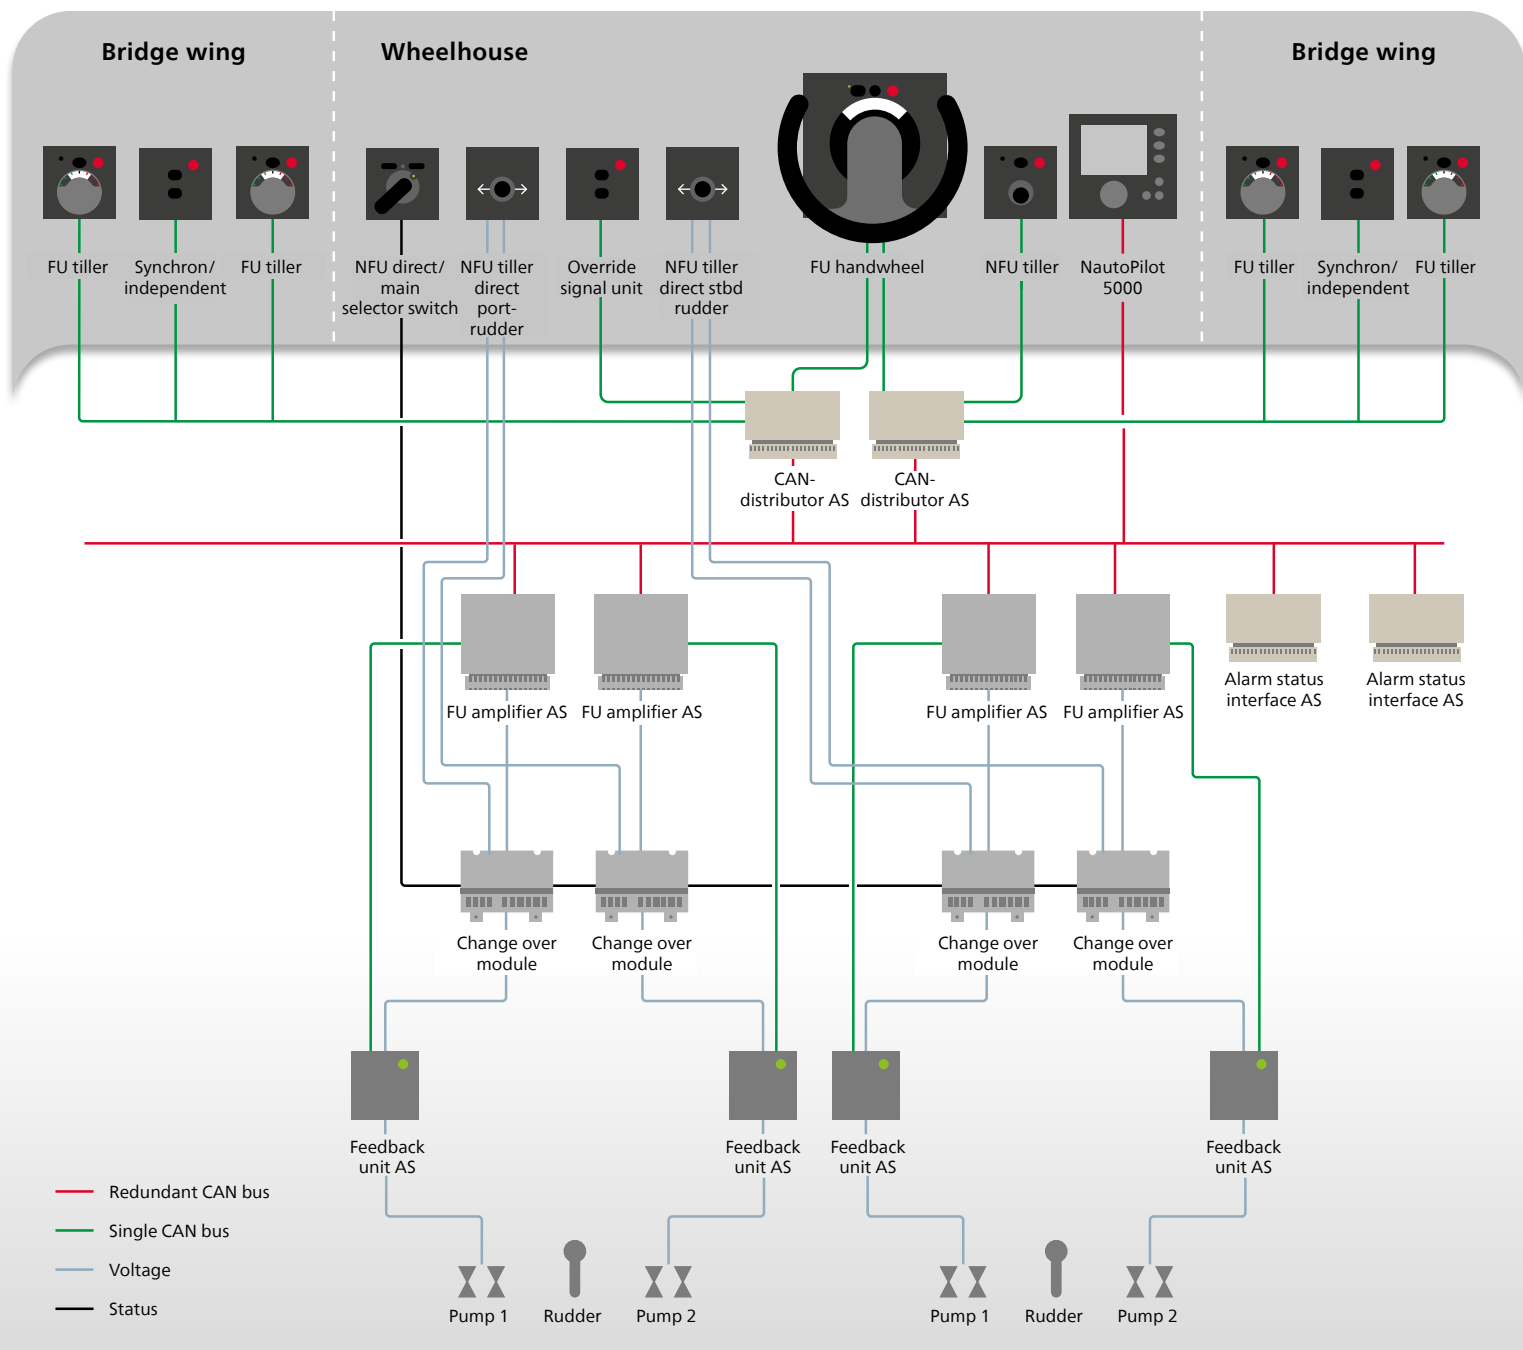 Bridge wing
Wheelhouse
Bridge wing
FU tiller
Synchron/
independent
FU tiller
NFU direct/
main
selector switch
NFU tiller
direct
port-
rudder
Override
signal unit
NFU tiller
direct stbd
rudder
FU handwheel
NFU tiller
NautoPilot
5000
FU tiller
Synchron/
independent
FU tiller
CAN-
distributor AS
CAN-
distributor AS
FU amplifier AS
FU amplifier AS
FU amplifier AS
FU amplifier AS
Alarm status
interface AS
Alarm status
interface AS
Change over
module
Change over
module
Change over
module
Change over
module
Feedback
unit AS
Feedback
unit AS
Feedback
unit AS
Feedback
unit AS
Redundant CAN bus
Single CAN bus
Voltage
Status
Pump 1
Rudder
Pump 2
Pump 1
Rudder
Pump 2